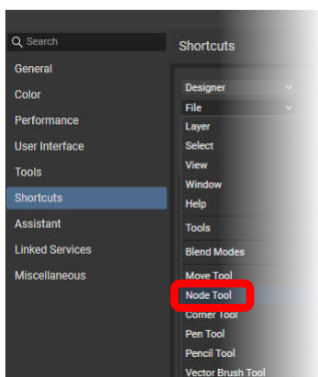 Search
Shortcuts
General
Color
Performance
User Interface
Tools
Shortcuts
Assistant
Linked Services
Miscellaneous
Designer
File
Layer
Select
View
Window
Help
Tools
Blend Modes
Move Tool
Node Tool
Corner Tool
Pen Tool
Pencil Tool
Vector Brush Tool